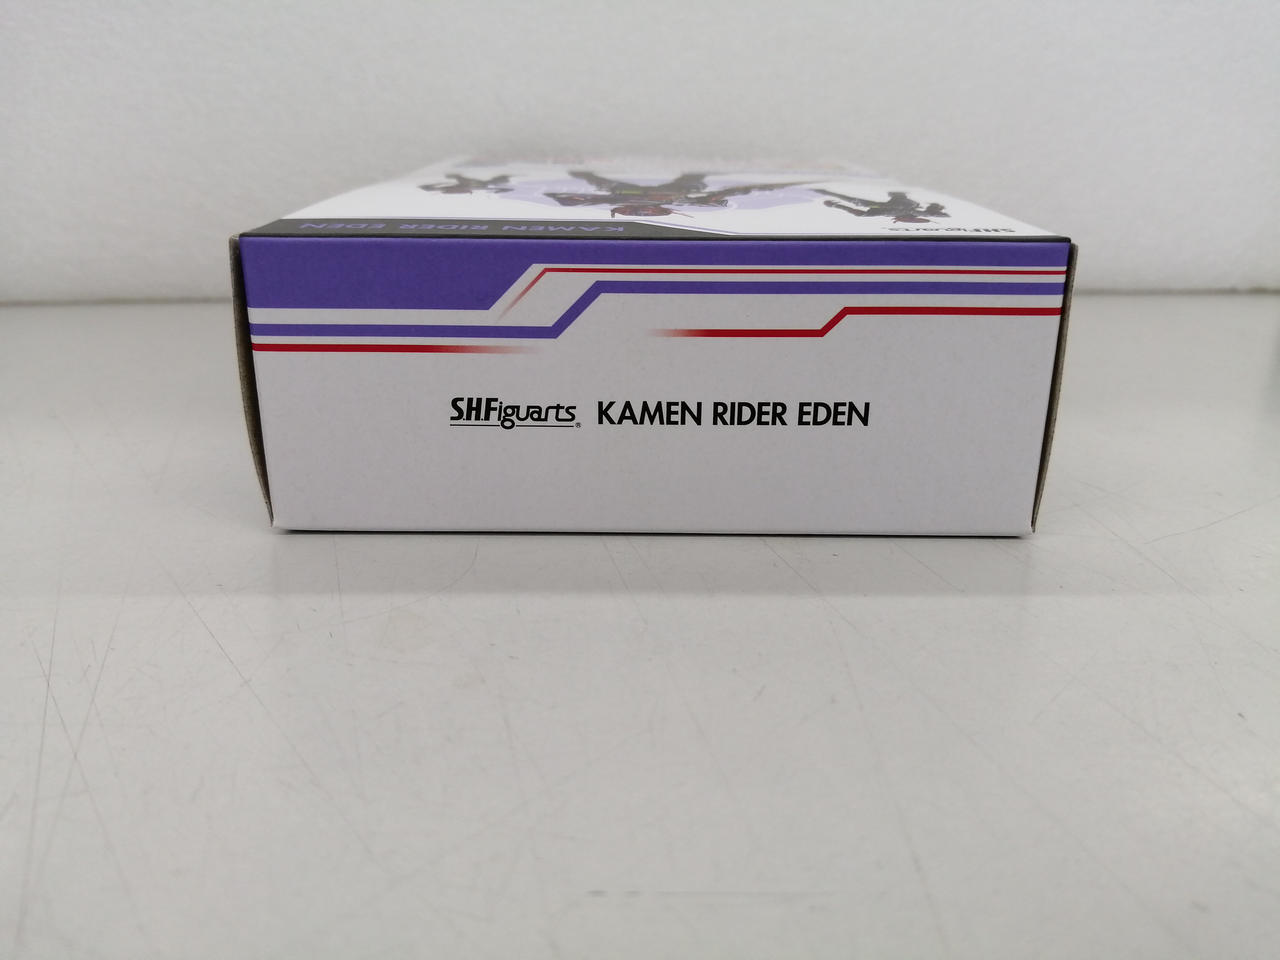 KAMEN RIDER EDEN
S.H.Figuarts
S.H.Figuarts® KAMEN RIDER EDEN